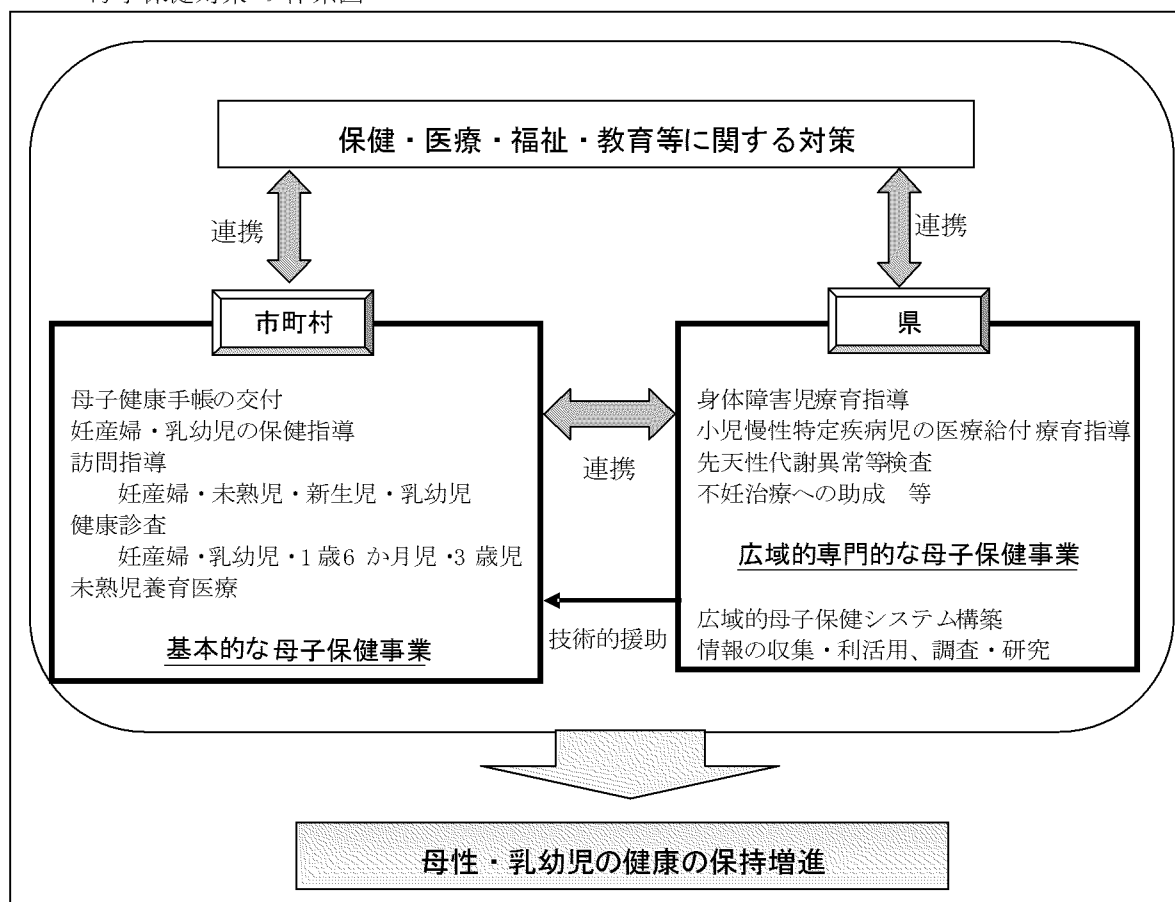 保健・医療・福祉・教育等に関する対策
連携
連携
市町村
母子健康手帳の交付
妊産婦・乳幼児の保健指導
訪問指導
妊産婦・未熟児・新生児・乳幼児
健康診査
妊産婦・乳幼児・1歳6か月児・3歳児
未熟児養育医療
基本的な母子保健事業
連携
技術的援助
県
身体障害児療育指導
小児慢性特定疾病児の医療給付療育指導
先天性代謝異常等検査
不妊治療への助成 等
広域的専門的な母子保健事業
広域的母子保健システム構築
情報の収集・利活用、調査・研究
母性・乳幼児の健康の保持増進